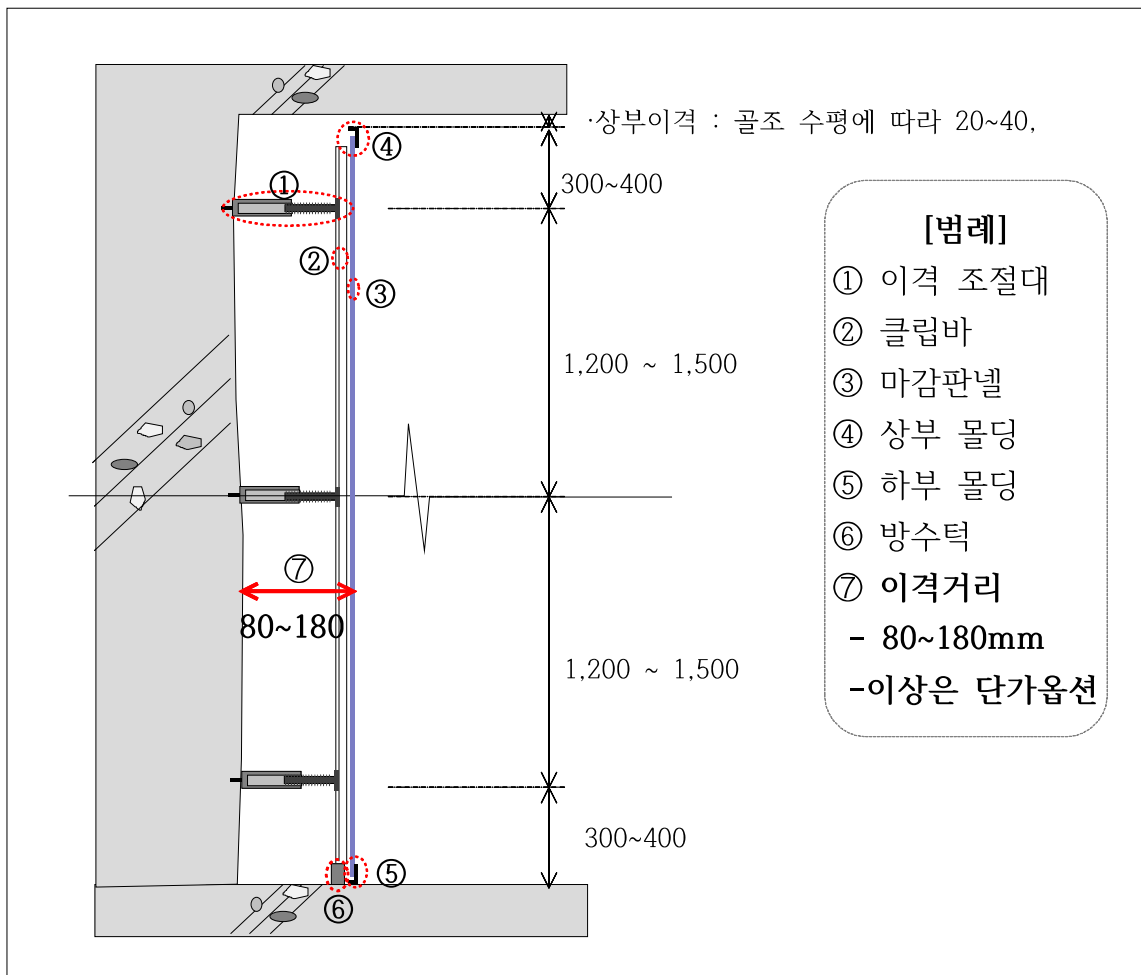 ·상부이격 : 골조 수평에 따라 20~40,
④
300~400
①
②
③
1,200 ~ 1,500
⑦
80~180
1,200 ~ 1,500
300~400
⑤
⑥
[범례]
① 이격 조절대
② 클립바
③ 마감판넬
④ 상부 몰딩
⑤ 하부 몰딩
⑥ 방수턱
⑦ 이격거리
- 80~180mm
-이상은 단가옵션